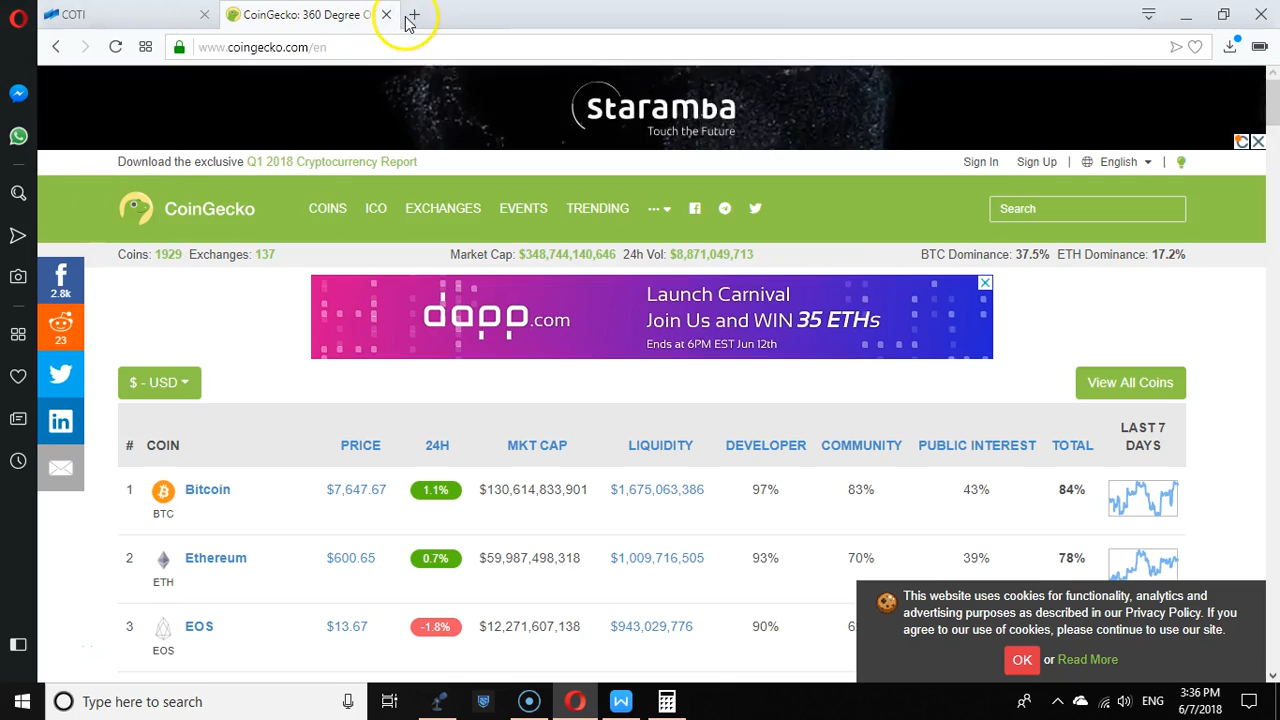 COTI
CoinGecko: 360 Degree C
www.coingecko.com/en
Staramba
Touch the Future
Download the exclusive Q1 2018 Cryptocurrency Report
Sign In Sign Up | English |
CoinGecko
COINS ICO EXCHANGES EVENTS TRENDING ...
Search
Coins: 1929 Exchanges: 137
Market Cap: $348,744,140,646 24h Vol: $8,871,049,713
BTC Dominance: 37.5% ETH Dominance: 17.2%
2.8k
23
dapp.com
Launch Carnival
Join Us and WIN 35 ETHs
Ends at 6PM EST Jun 12th
$ - USD
View All Coins
# COIN PRICE 24H MKT CAP LIQUIDITY DEVELOPER COMMUNITY PUBLIC INTEREST TOTAL LAST 7
DAYS
1 Bitcoin $7,647.67 1.1% $130,614,833,901 $1,675,063,386 97% 83% 43% 84%
BTC
2 Ethereum $600.65 0.7% $59,987,498,318 $1,009,716,505 93% 70% 39% 78%
ETH
3 EOS $13.67 -1.8% $12,271,607,138 $943,029,776 90% 6
EOS
This website uses cookies for functionality, analytics and
advertising purposes as described in our Privacy Policy. If you
agree to our use of cookies, please continue to use our site.
OK or Read More
Type here to search
ENG
3:36 PM
6/7/2018